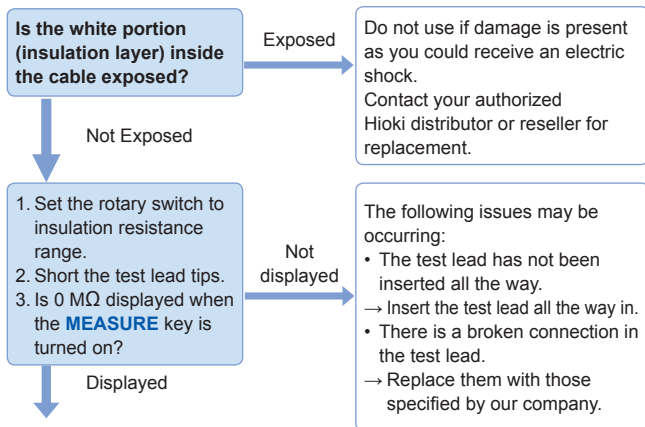 Is the white portion
(insulation layer) inside
the cable exposed?
Exposed
Do not use if damage is present
as you could receive an electric
shock.
Contact your authorized
Hioki distributor or reseller for
replacement.
Not Exposed
1. Set the rotary switch to
insulation resistance
range.
2. Short the test lead tips.
3. Is 0 MΩ displayed when
the MEASURE key is
turned on?
Not
displayed
The following issues may be
occurring:
• The test lead has not been
inserted all the way.
→ Insert the test lead all the way in.
• There is a broken connection in
the test lead.
→ Replace them with those
specified by our company.
Displayed